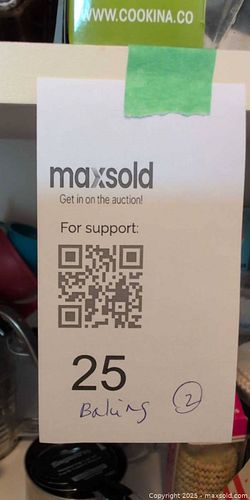 WWW.COOKINA.CO
maxsold
Get in on the auction!
For support:
25
Baking 2
Copyright 2025 - maxsold.com